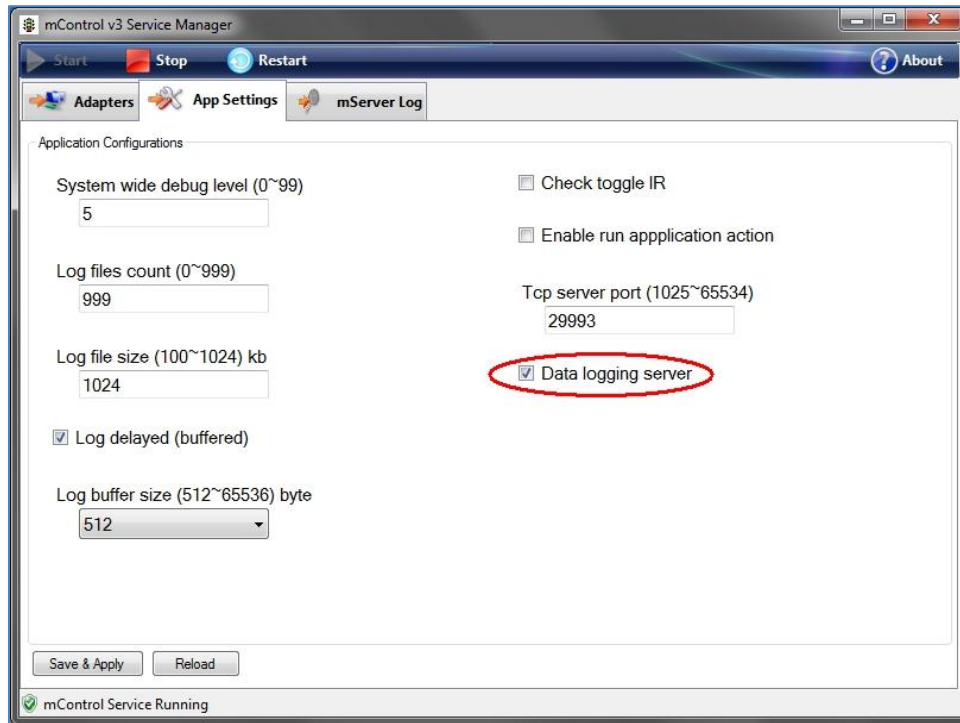 mControl v3 Service Manager
Start Stop Restart About
Adapters App Settings mServer Log
Application Configurations
System wide debug level (0~99)
5
Log files count (0~999)
999
Log file size (100~1024) kb
1024
Log delayed (buffered)
Log buffer size (512~65536) byte
512
Check toggle IR
Enable run appplication action
Tcp server port (1025~65534)
29993
Data logging server
Save & Apply Reload
mControl Service Running